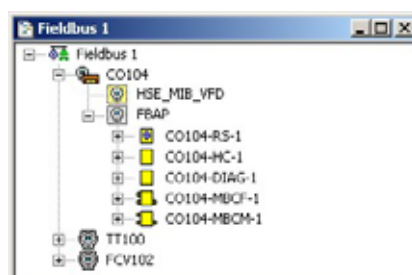 Fieldbus 1
Fieldbus 1
CO104
HSE_MIB_VFD
FBAP
CO104-RS-1
CO104-HC-1
CO104-DIAG-1
CO104-MBCF-1
CO104-MBCM-1
TT100
FCV102